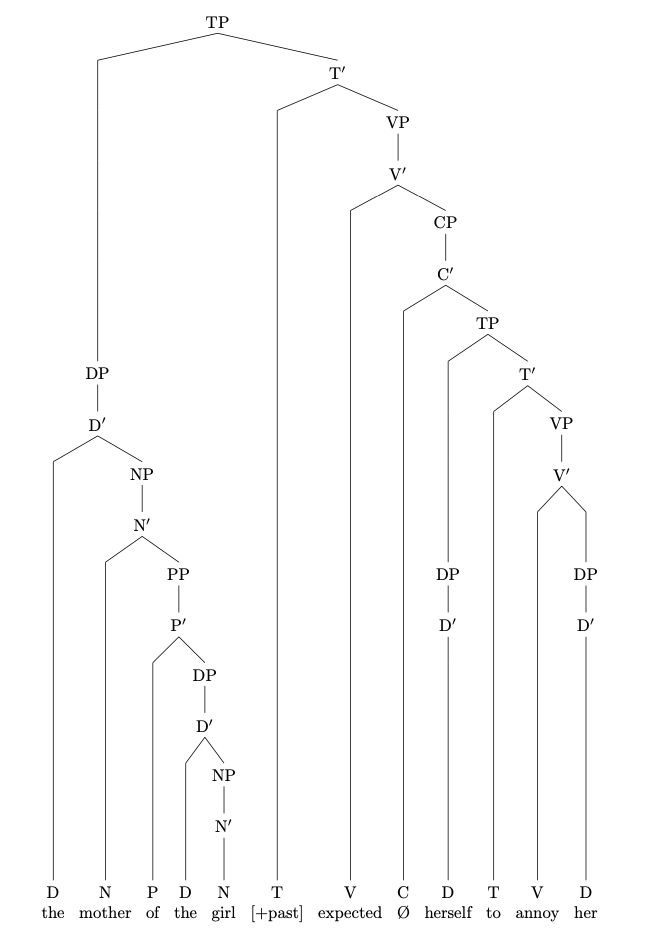 TP
T′
VP
V′
CP
C′
TP
DP T′
D′ VP
NP V′
N′
PP DP DP
P′ D′ D′
DP
D′
NP
N′
D N P D N T V C D T V D
the mother of the girl [+past] expected Ø herself to annoy her